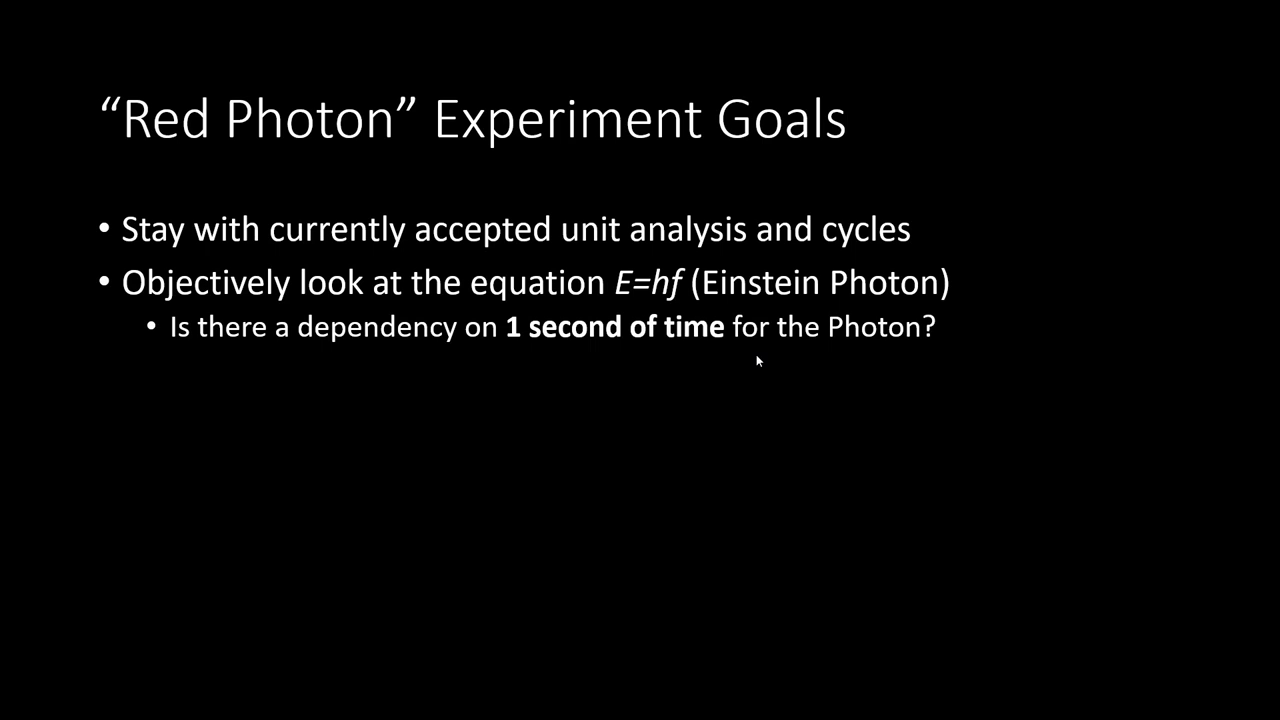 “Red Photon” Experiment Goals
• Stay with currently accepted unit analysis and cycles
• Objectively look at the equation E=hf (Einstein Photon)
• Is there a dependency on 1 second of time for the Photon?